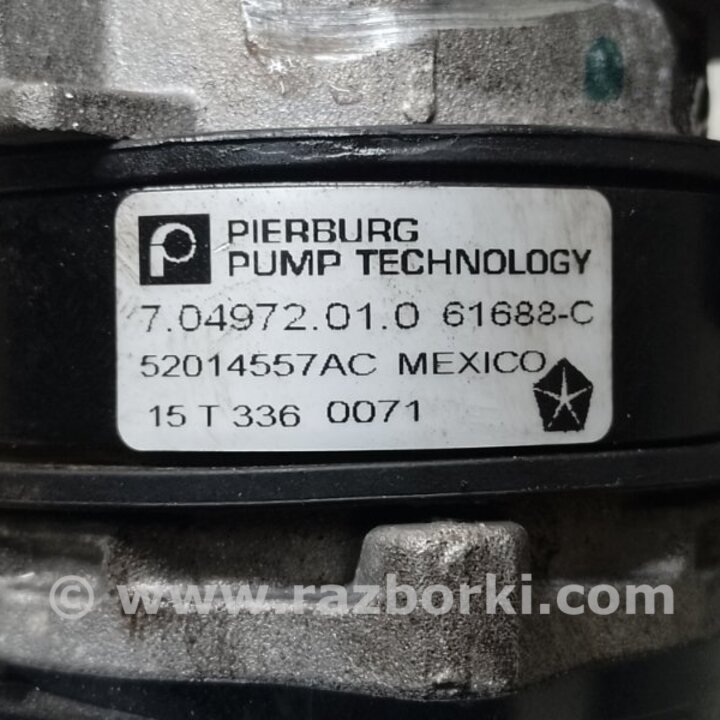 PIERBURG
PUMP TECHNOLOGY
7.04972.01.0 61688-C
52014557AC MEXICO
15 T 336 0071
© www.razborki.com